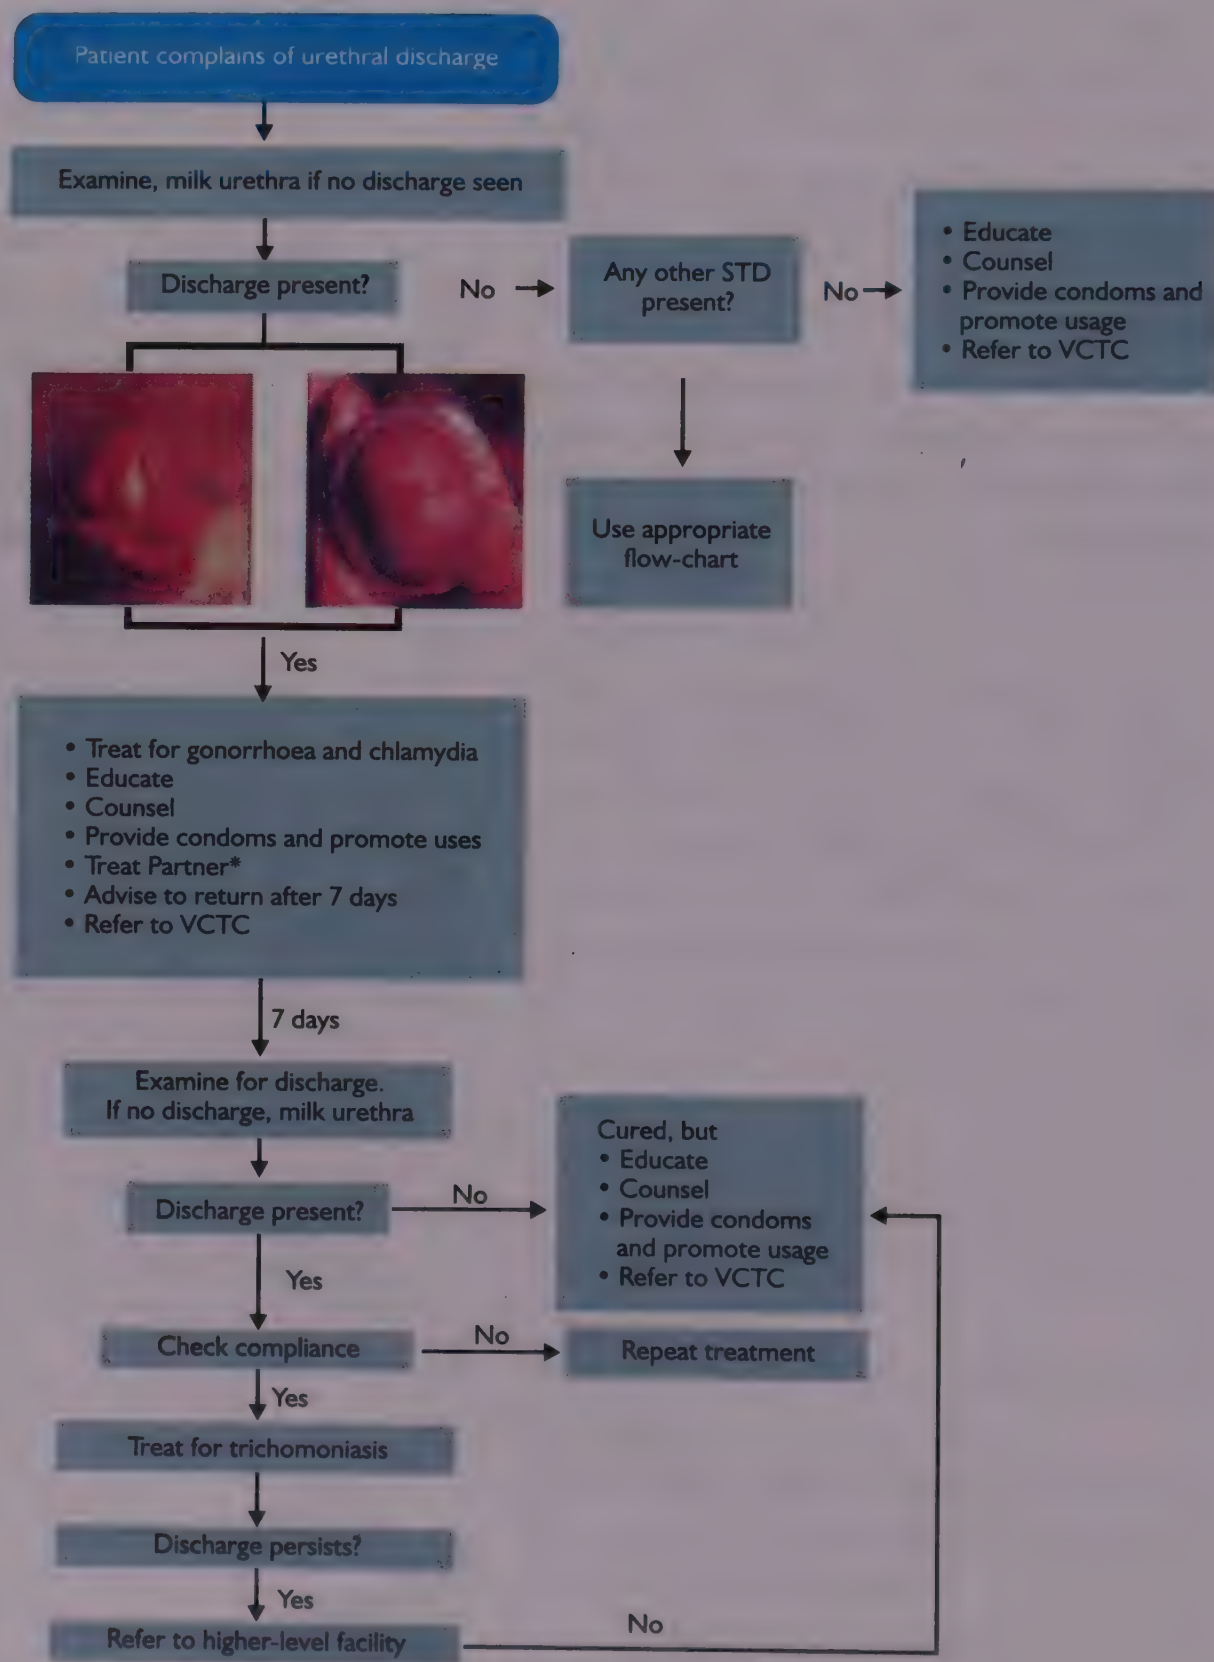 Patient complains of urethral discharge
Examine, milk urethra if no discharge seen
Discharge present?
No
Any other STD
present?
No
• Educate
• Counsel
• Provide condoms and
promote usage
• Refer to VCTC
Use appropriate
flow-chart
Yes
• Treat for gonorrhoea and chlamydia
• Educate
• Counsel
• Provide condoms and promote uses
• Treat Partner*
• Advise to return after 7 days
• Refer to VCTC
7 days
Examine for discharge.
If no discharge, milk urethra
Discharge present?
No
Cured, but
• Educate
• Counsel
• Provide condoms
and promote usage
• Refer to VCTC
Yes
Check compliance
No
Repeat treatment
Yes
Treat for trichomoniasis
Discharge persists?
Yes
Refer to higher-level facility
No